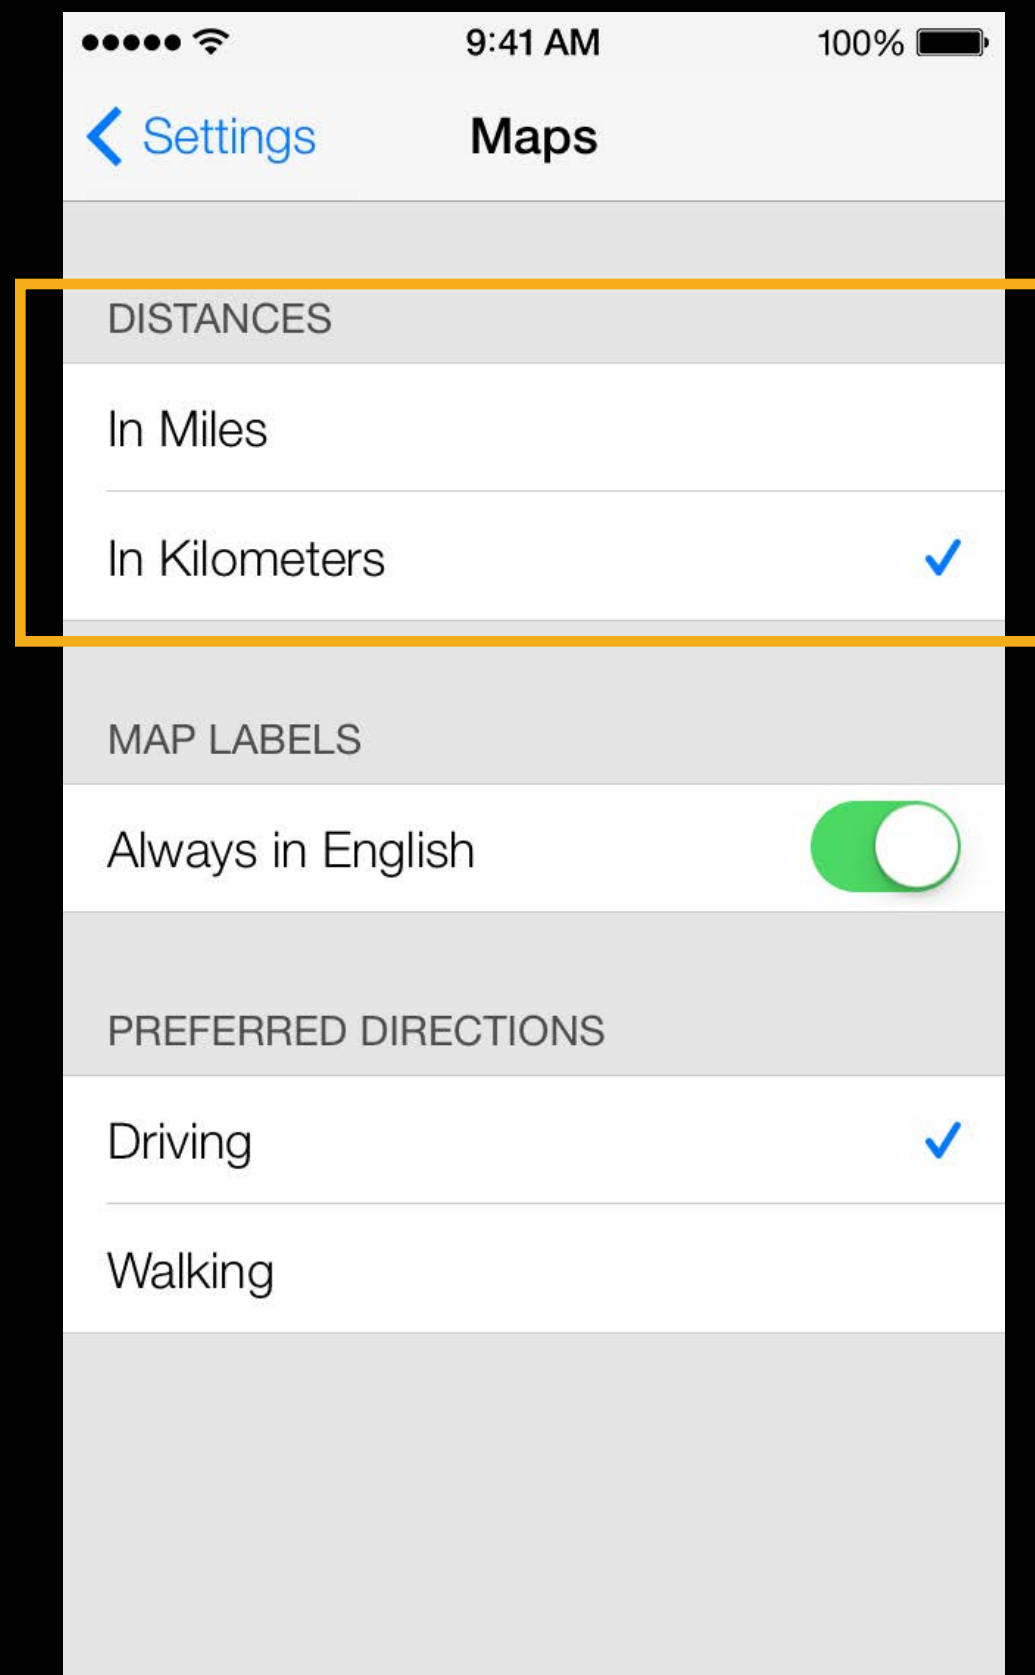 9:41 AM 100%
Settings Maps
DISTANCES
In Miles
In Kilometers
MAP LABELS
Always in English
PREFERRED DIRECTIONS
Driving
Walking